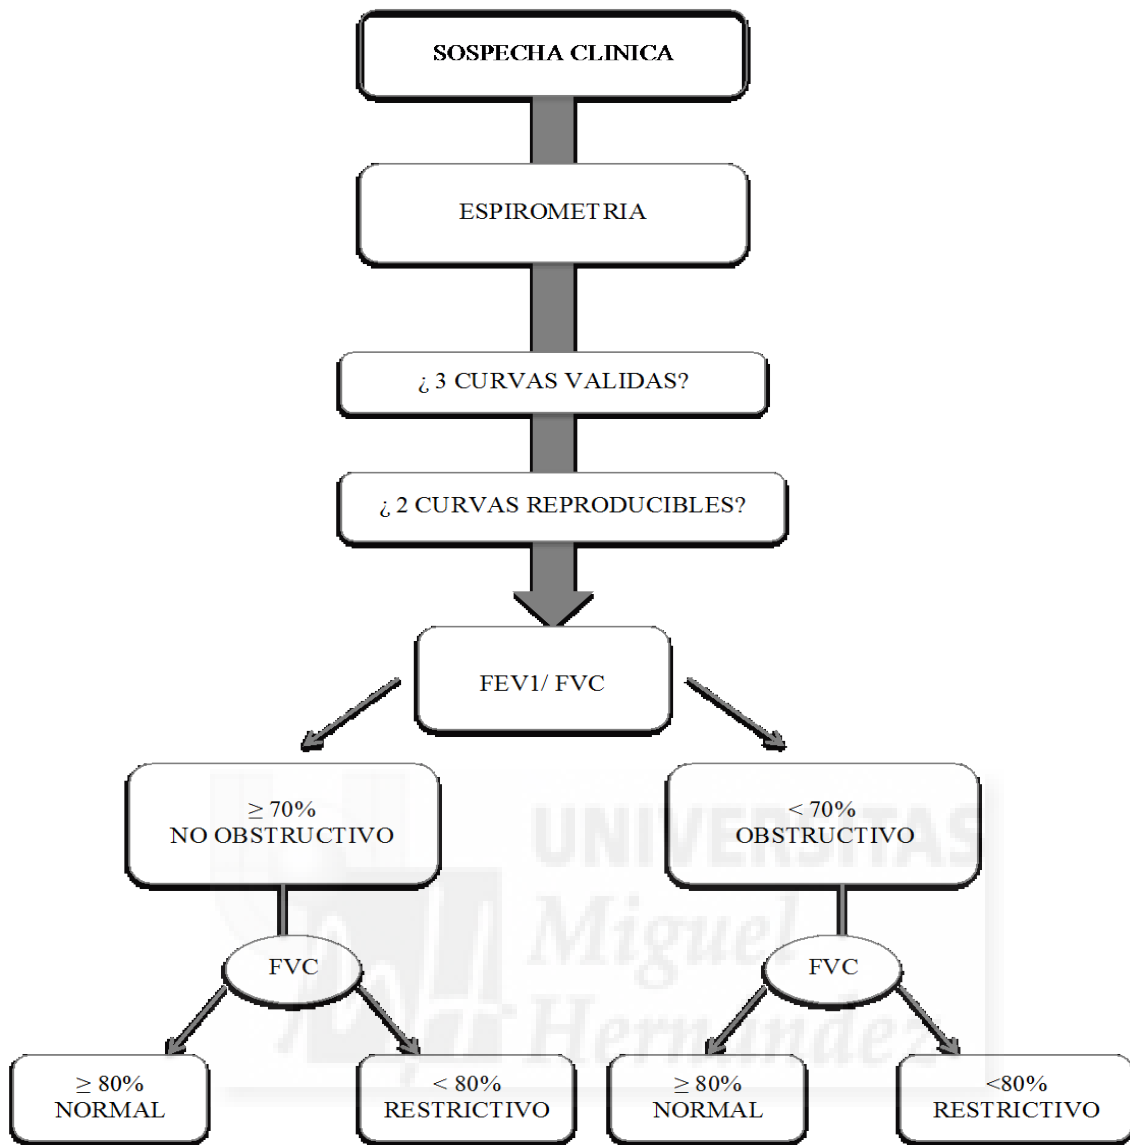 SOSPECHA CLINICA
ESPIROMETRIA
¿ 3 CURVAS VALIDAS?
¿ 2 CURVAS REPRODUCIBLES?
FEV1/ FVC
≥ 70%
NO OBSTRUCTIVO
< 70%
OBSTRUCTIVO
UNIVERSITAS
Miguel
Hernández
FVC
FVC
≥ 80%
NORMAL
< 80%
RESTRICTIVO
≥ 80%
NORMAL
<80%
RESTRICTIVO